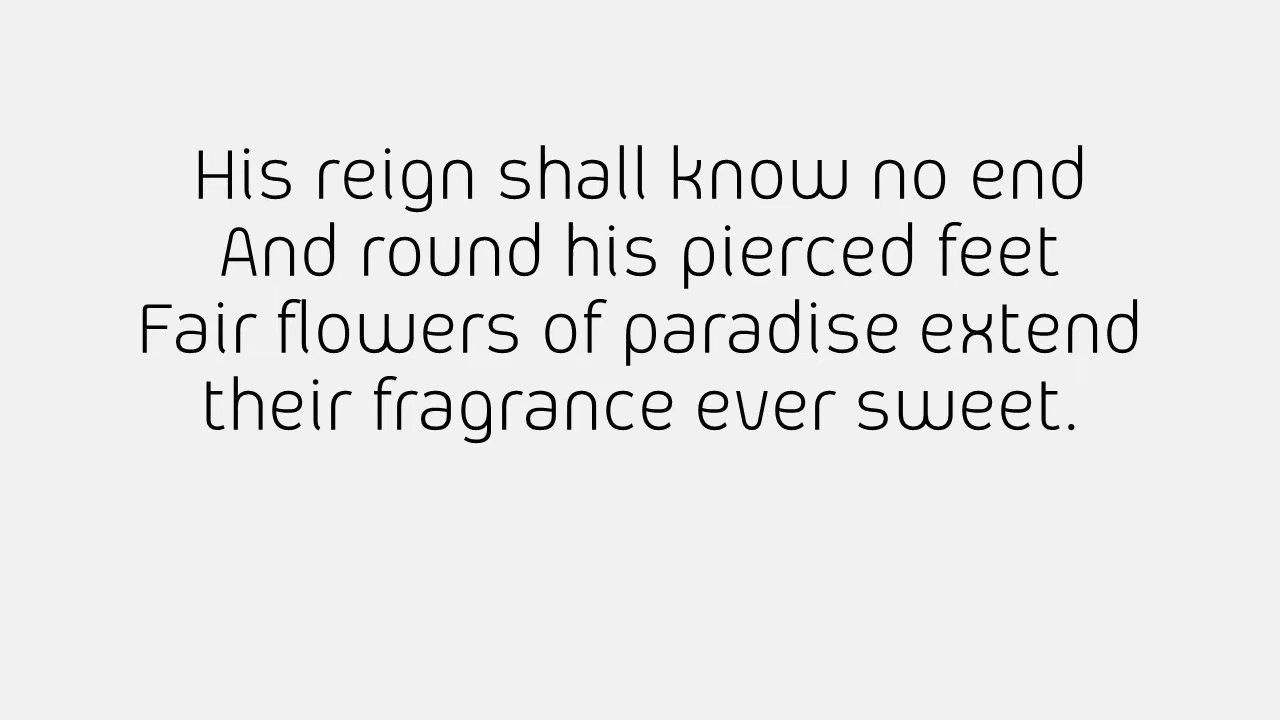 His reign shall know no end
And round his pierced feet
Fair flowers of paradise extend
their fragrance ever sweet.